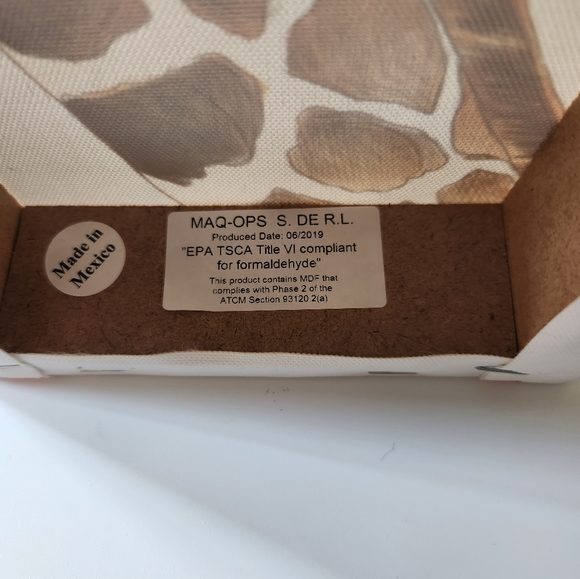 Made in
Mexico
MAQ-OPS S. DE R.L.
Produced Date: 06/2019
"EPA TSCA Title VI compliant
for formaldehyde"
This product contains MDF that
complies with Phase 2 of the
ATCM Section 93120.2(a)